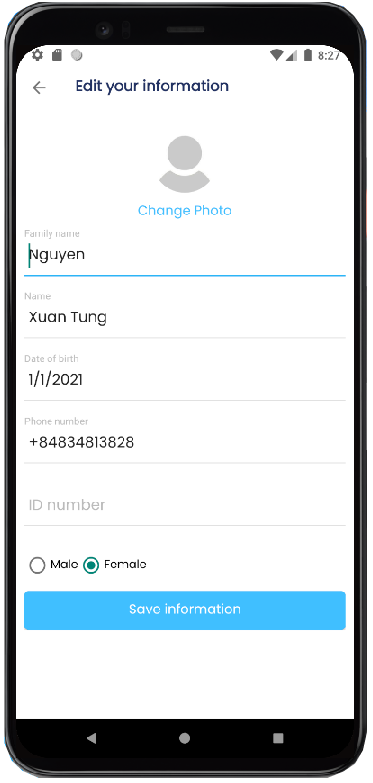 8:27
Edit your information
Change Photo
Family name
Nguyen
Name
Xuan Tung
Date of birth
1/1/2021
Phone number
+84834813828
ID number
Male Female
Save information